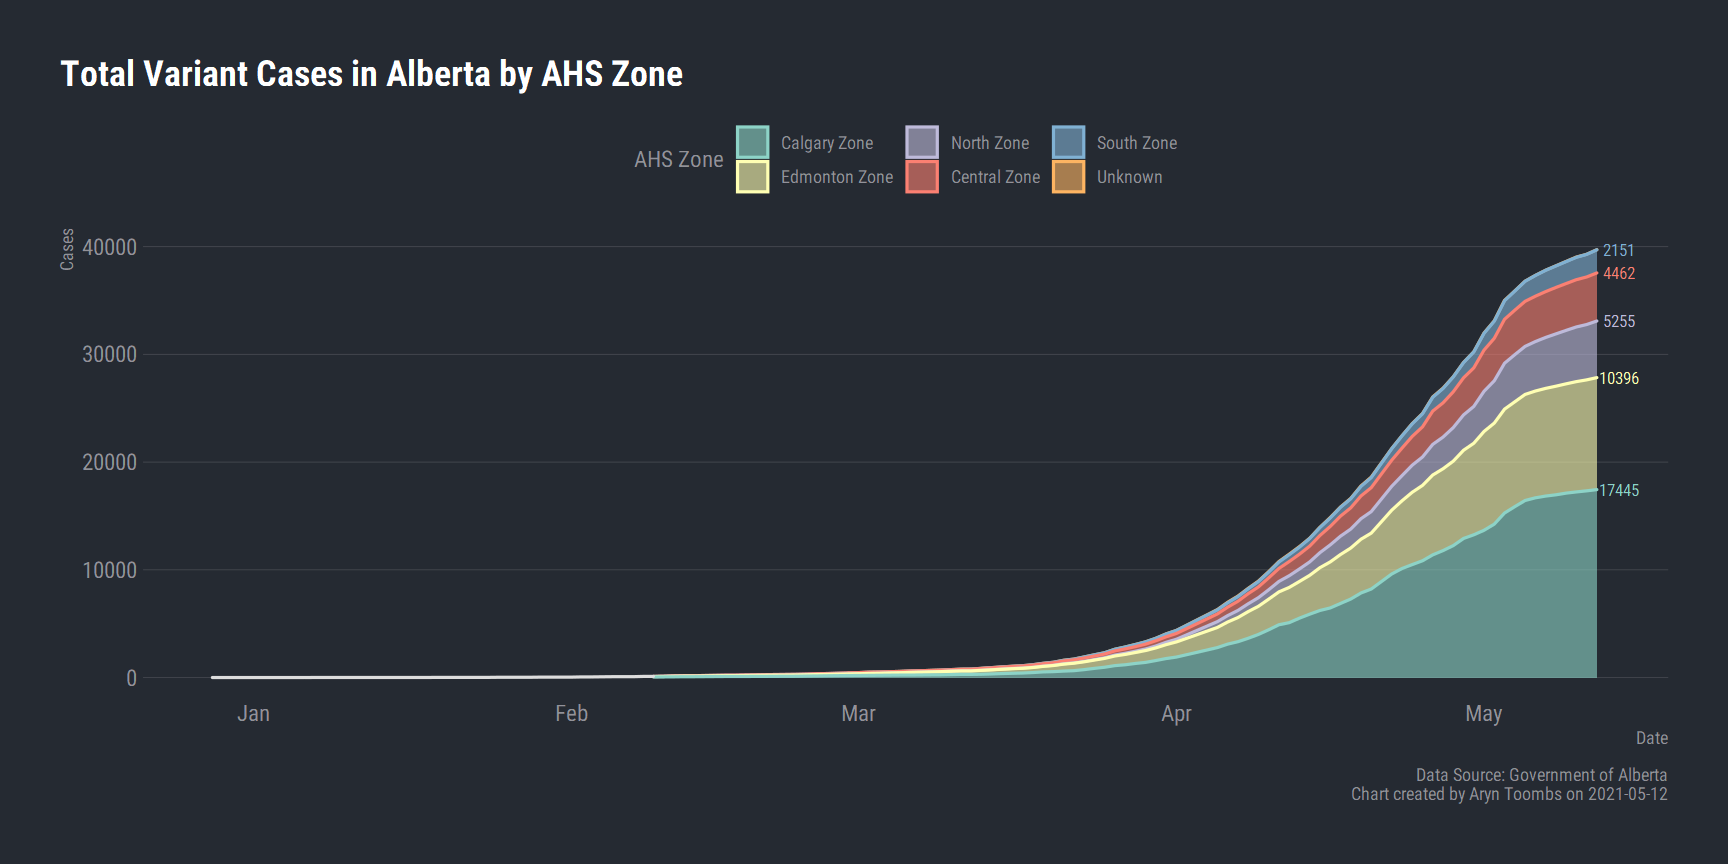 Total Variant Cases in Alberta by AHS Zone
AHS Zone
Calgary Zone
North Zone
South Zone
Edmonton Zone
Central Zone
Unknown
Cases
40000
30000
20000
10000
0
2151
4462
5255
10396
17445
Jan
Feb
Mar
Apr
May
Date
Data Source: Government of Alberta
Chart created by Aryn Toombs on 2021-05-12